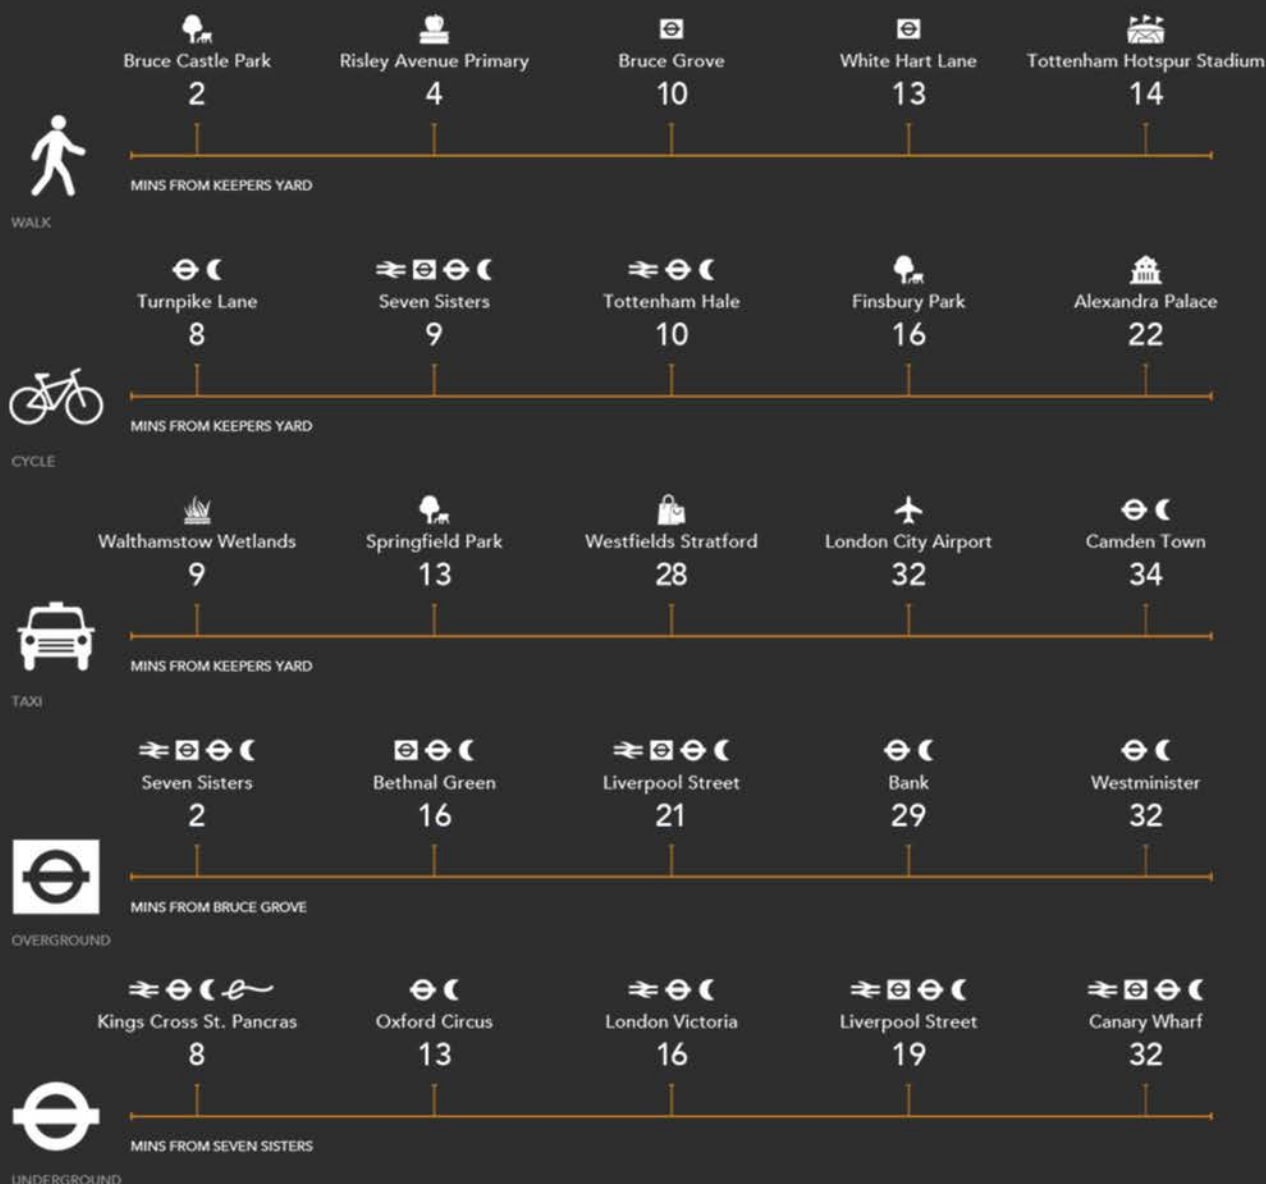 Bruce Castle Park Risley Avenue Primary Bruce Grove White Hart Lane Tottenham Hotspur Stadium
2 4 10 13 14
MINS FROM KEEPERS YARD
WALK
Turnpike Lane Seven Sisters Tottenham Hale Finsbury Park Alexandra Palace
8 9 10 16 22
MINS FROM KEEPERS YARD
CYCLE
Walthamstow Wetlands Springfield Park Westfields Stratford London City Airport Camden Town
9 13 28 32 34
MINS FROM KEEPERS YARD
TAXI
Seven Sisters Bethnal Green Liverpool Street Bank Westminister
2 16 21 29 32
MINS FROM BRUCE GROVE
OVERGROUND
Kings Cross St. Pancras Oxford Circus London Victoria Liverpool Street Canary Wharf
8 13 16 19 32
MINS FROM SEVEN SISTERS
UNDERGROUND